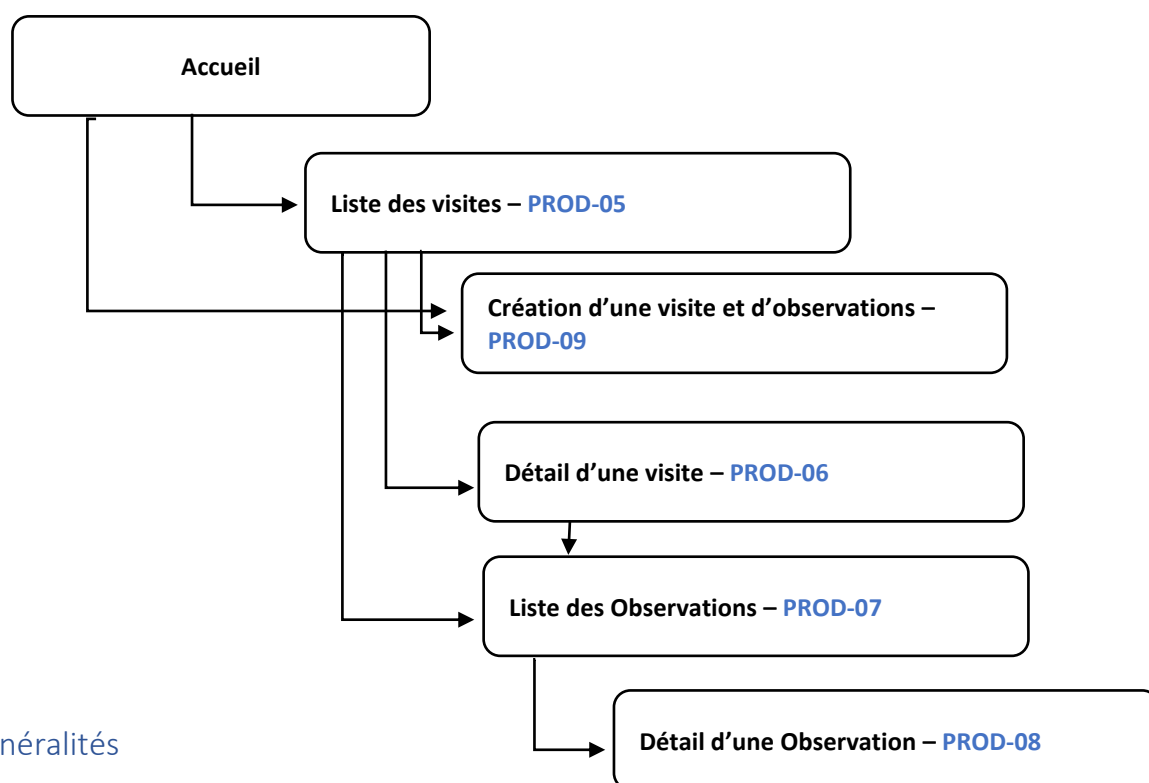 Accueil
Liste des visites – PROD-05
Création d’une visite et d’observations –
PROD-09
Détail d’une visite – PROD-06
Liste des Observations – PROD-07
Détail d’une Observation – PROD-08
néralités